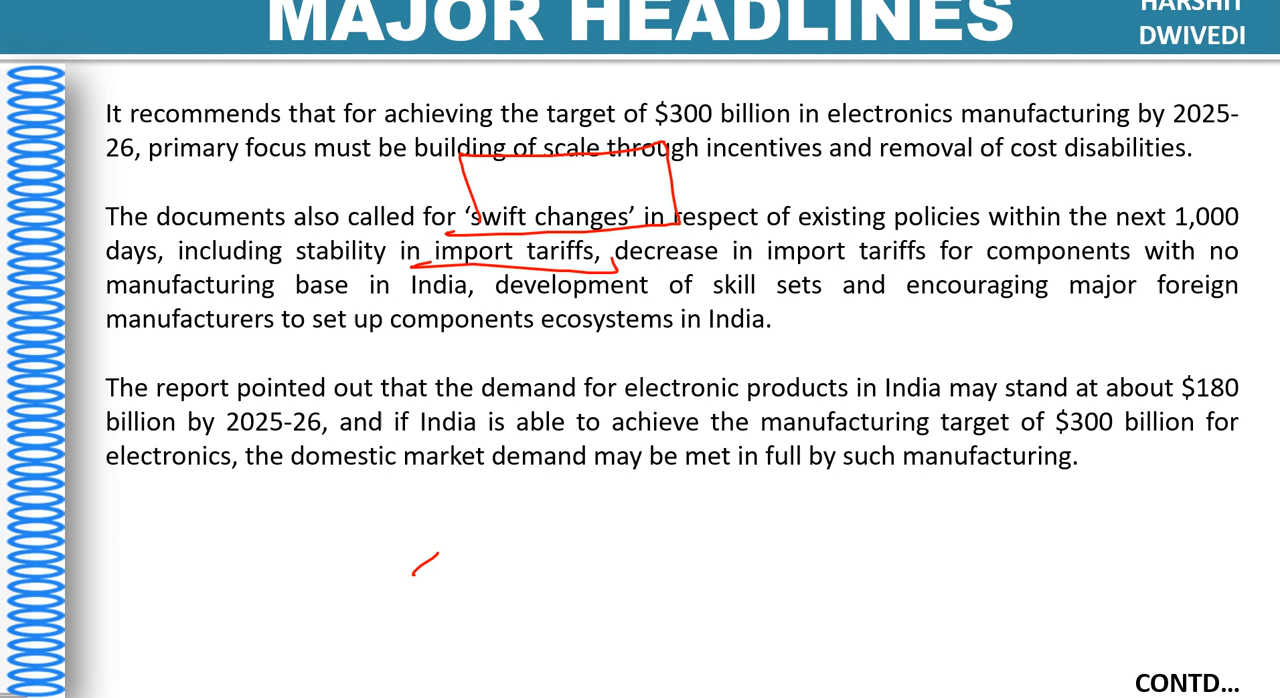 MAJOR HEADLINES
HARSHIT
DWIVEDI
It recommends that for achieving the target of $300 billion in electronics manufacturing by 2025-
26, primary focus must be building of scale through incentives and removal of cost disabilities.
The documents also called for ‘swift changes’ in respect of existing policies within the next 1,000
days, including stability in import tariffs, decrease in import tariffs for components with no
manufacturing base in India, development of skill sets and encouraging major foreign
manufacturers to set up components ecosystems in India.
The report pointed out that the demand for electronic products in India may stand at about $180
billion by 2025-26, and if India is able to achieve the manufacturing target of $300 billion for
electronics, the domestic market demand may be met in full by such manufacturing.
CONTD...